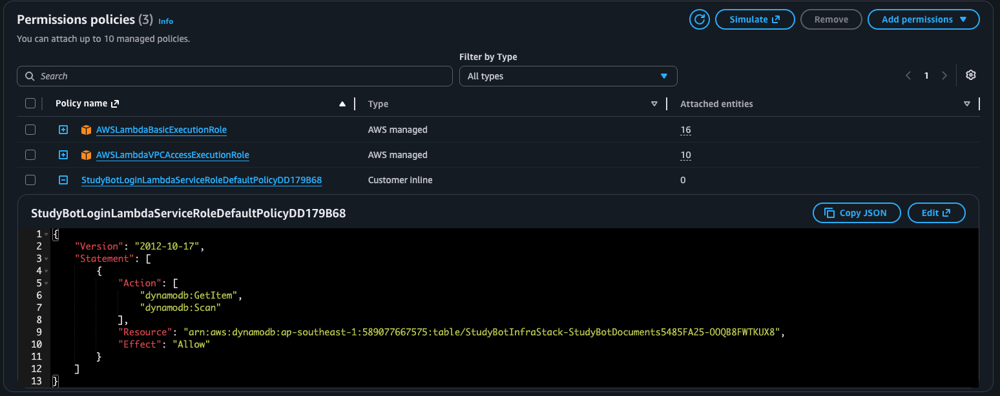 Permissions policies (3) Info
You can attach up to 10 managed policies.
Simulate
Remove
Add permissions
Filter by Type
Search
All types
1
Policy name
Type
Attached entities
AWSLambdaBasicExecutionRole AWS managed 16
AWSLambdaVPCAccessExecutionRole AWS managed 10
StudyBotLoginLambdaServiceRoleDefaultPolicyDD179B68 Customer inline 0
StudyBotLoginLambdaServiceRoleDefaultPolicyDD179B68
Copy JSON
Edit
1 {
2 "Version": "2012-10-17",
3 "Statement": [
4 {
5 "Action": [
6 "dynamodb:GetItem",
7 "dynamodb:Scan"
8 ],
9 "Resource": "arn:aws:dynamodb:ap-southeast-1:589077667575:table/StudyBotInfraStack-StudyBotDocuments5485FA25-OOQB8FWTKUX8",
10 "Effect": "Allow"
11 }
12 ]
13 }